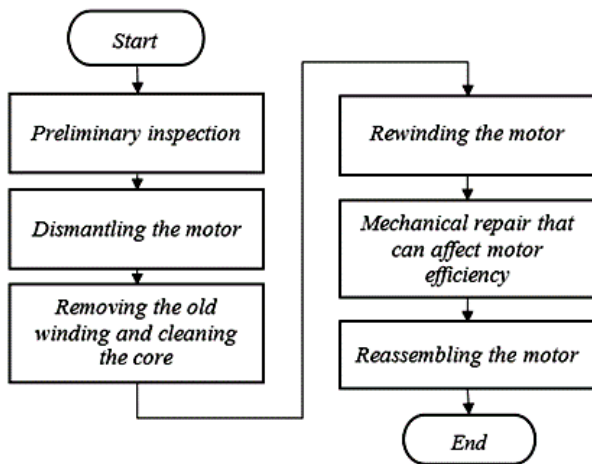 Start
Preliminary inspection
Dismantling the motor
Removing the old
winding and cleaning
the core
Rewinding the motor
Mechanical repair that
can affect motor
efficiency
Reassembling the motor
End